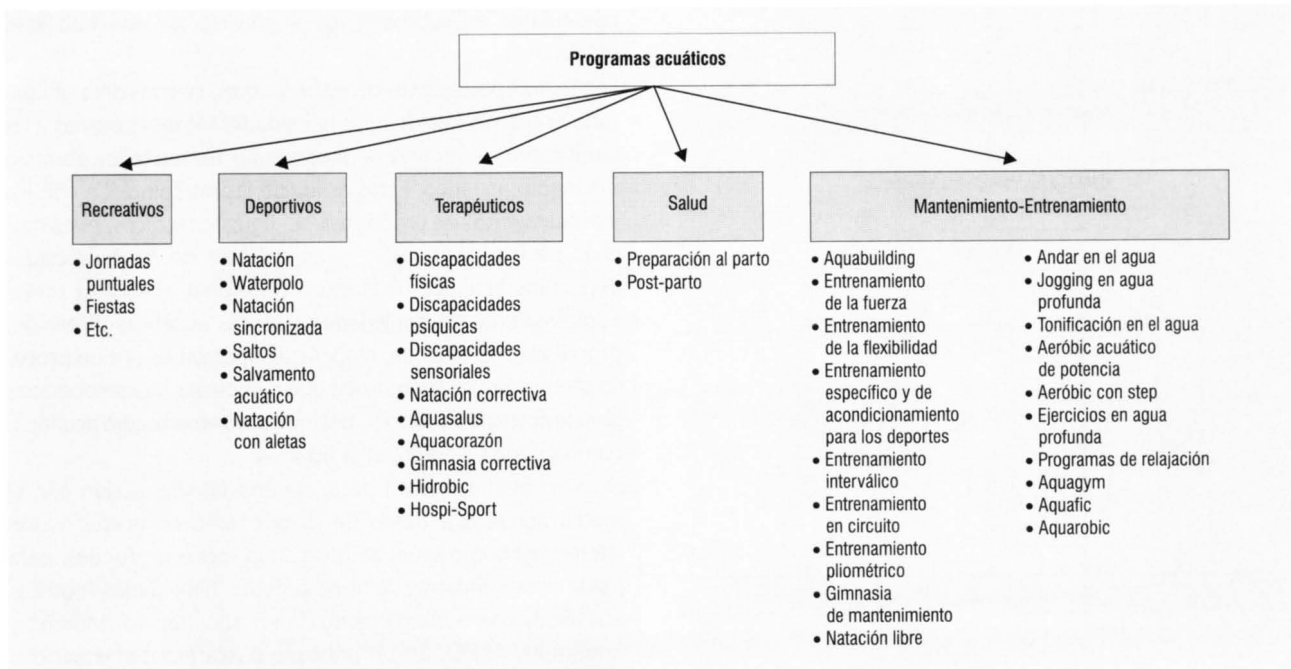 Programas acuáticos
Recreativos
• Jornadas
puntuales
• Fiestas
• Etc.
Deportivos
• Natación
• Waterpolo
• Natación
sincronizada
• Saltos
• Salvamento
acuático
• Natación
con aletas
Terapéuticos
• Discapacidades
físicas
• Discapacidades
psíquicas
• Discapacidades
sensoriales
• Natación correctiva
• Aquasalus
• Aquacorazón
• Gimnasia correctiva
• Hidrobic
• Hospi-Sport
Salud
• Preparación al parto
• Post-parto
Mantenimiento-Entrenamiento
• Aquabuilding
• Entrenamiento
de la fuerza
• Entrenamiento
de la flexibilidad
• Entrenamiento
específico y de
acondicionamiento
para los deportes
• Entrenamiento
interválico
• Entrenamiento
en circuito
• Entrenamiento
pliométrico
• Gimnasia
de mantenimiento
• Natación libre
• Andar en el agua
• Jogging en agua
profunda
• Tonificación en el agua
• Aeróbic acuático
de potencia
• Aeróbic con step
• Ejercicios en agua
profunda
• Programas de relajación
• Aquagym
• Aquafic
• Aquarobic